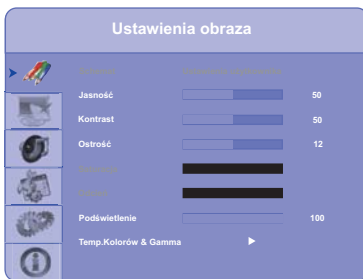 Ustawienia obraza
Jasność 50
Kontrast 50
Ostrość 12
Podświetlenie 100
Temp.Kolorów & Gamma